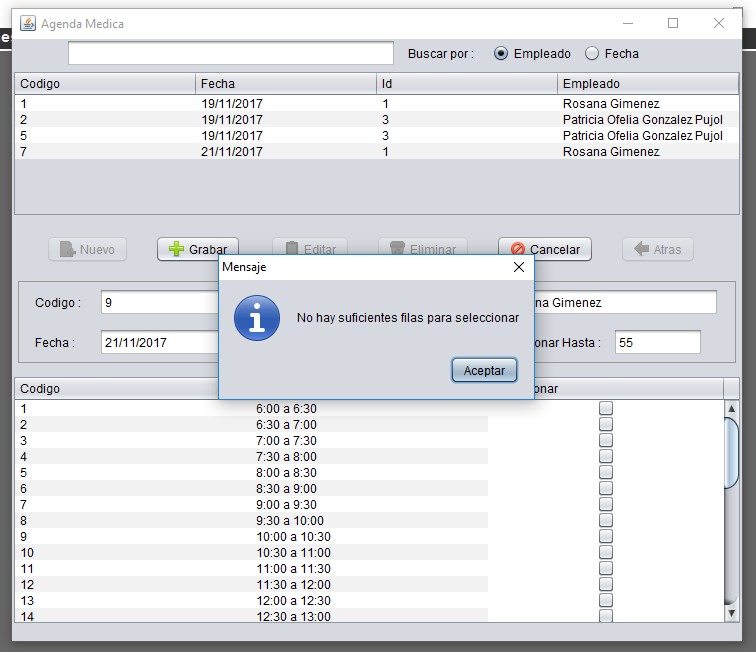 Agenda Medica
Buscar por : Empleado Fecha
Codigo Fecha Id Empleado
1 19/11/2017 1 Rosana Gimenez
2 19/11/2017 3 Patricia Ofelia Gonzalez Pujol
5 19/11/2017 3 Patricia Ofelia Gonzalez Pujol
7 21/11/2017 1 Rosana Gimenez
Nuevo Grabar Editar Eliminar Cancelar Atras
Mensaje
No hay suficientes filas para seleccionar
Aceptar
Codigo : 9 na Gimenez
Fecha : 21/11/2017 onar Hasta : 55
Codigo onar
1 6:00 a 6:30
2 6:30 a 7:00
3 7:00 a 7:30
4 7:30 a 8:00
5 8:00 a 8:30
6 8:30 a 9:00
7 9:00 a 9:30
8 9:30 a 10:00
9 10:00 a 10:30
10 10:30 a 11:00
11 11:00 a 11:30
12 11:30 a 12:00
13 12:00 a 12:30
14 12:30 a 13:00